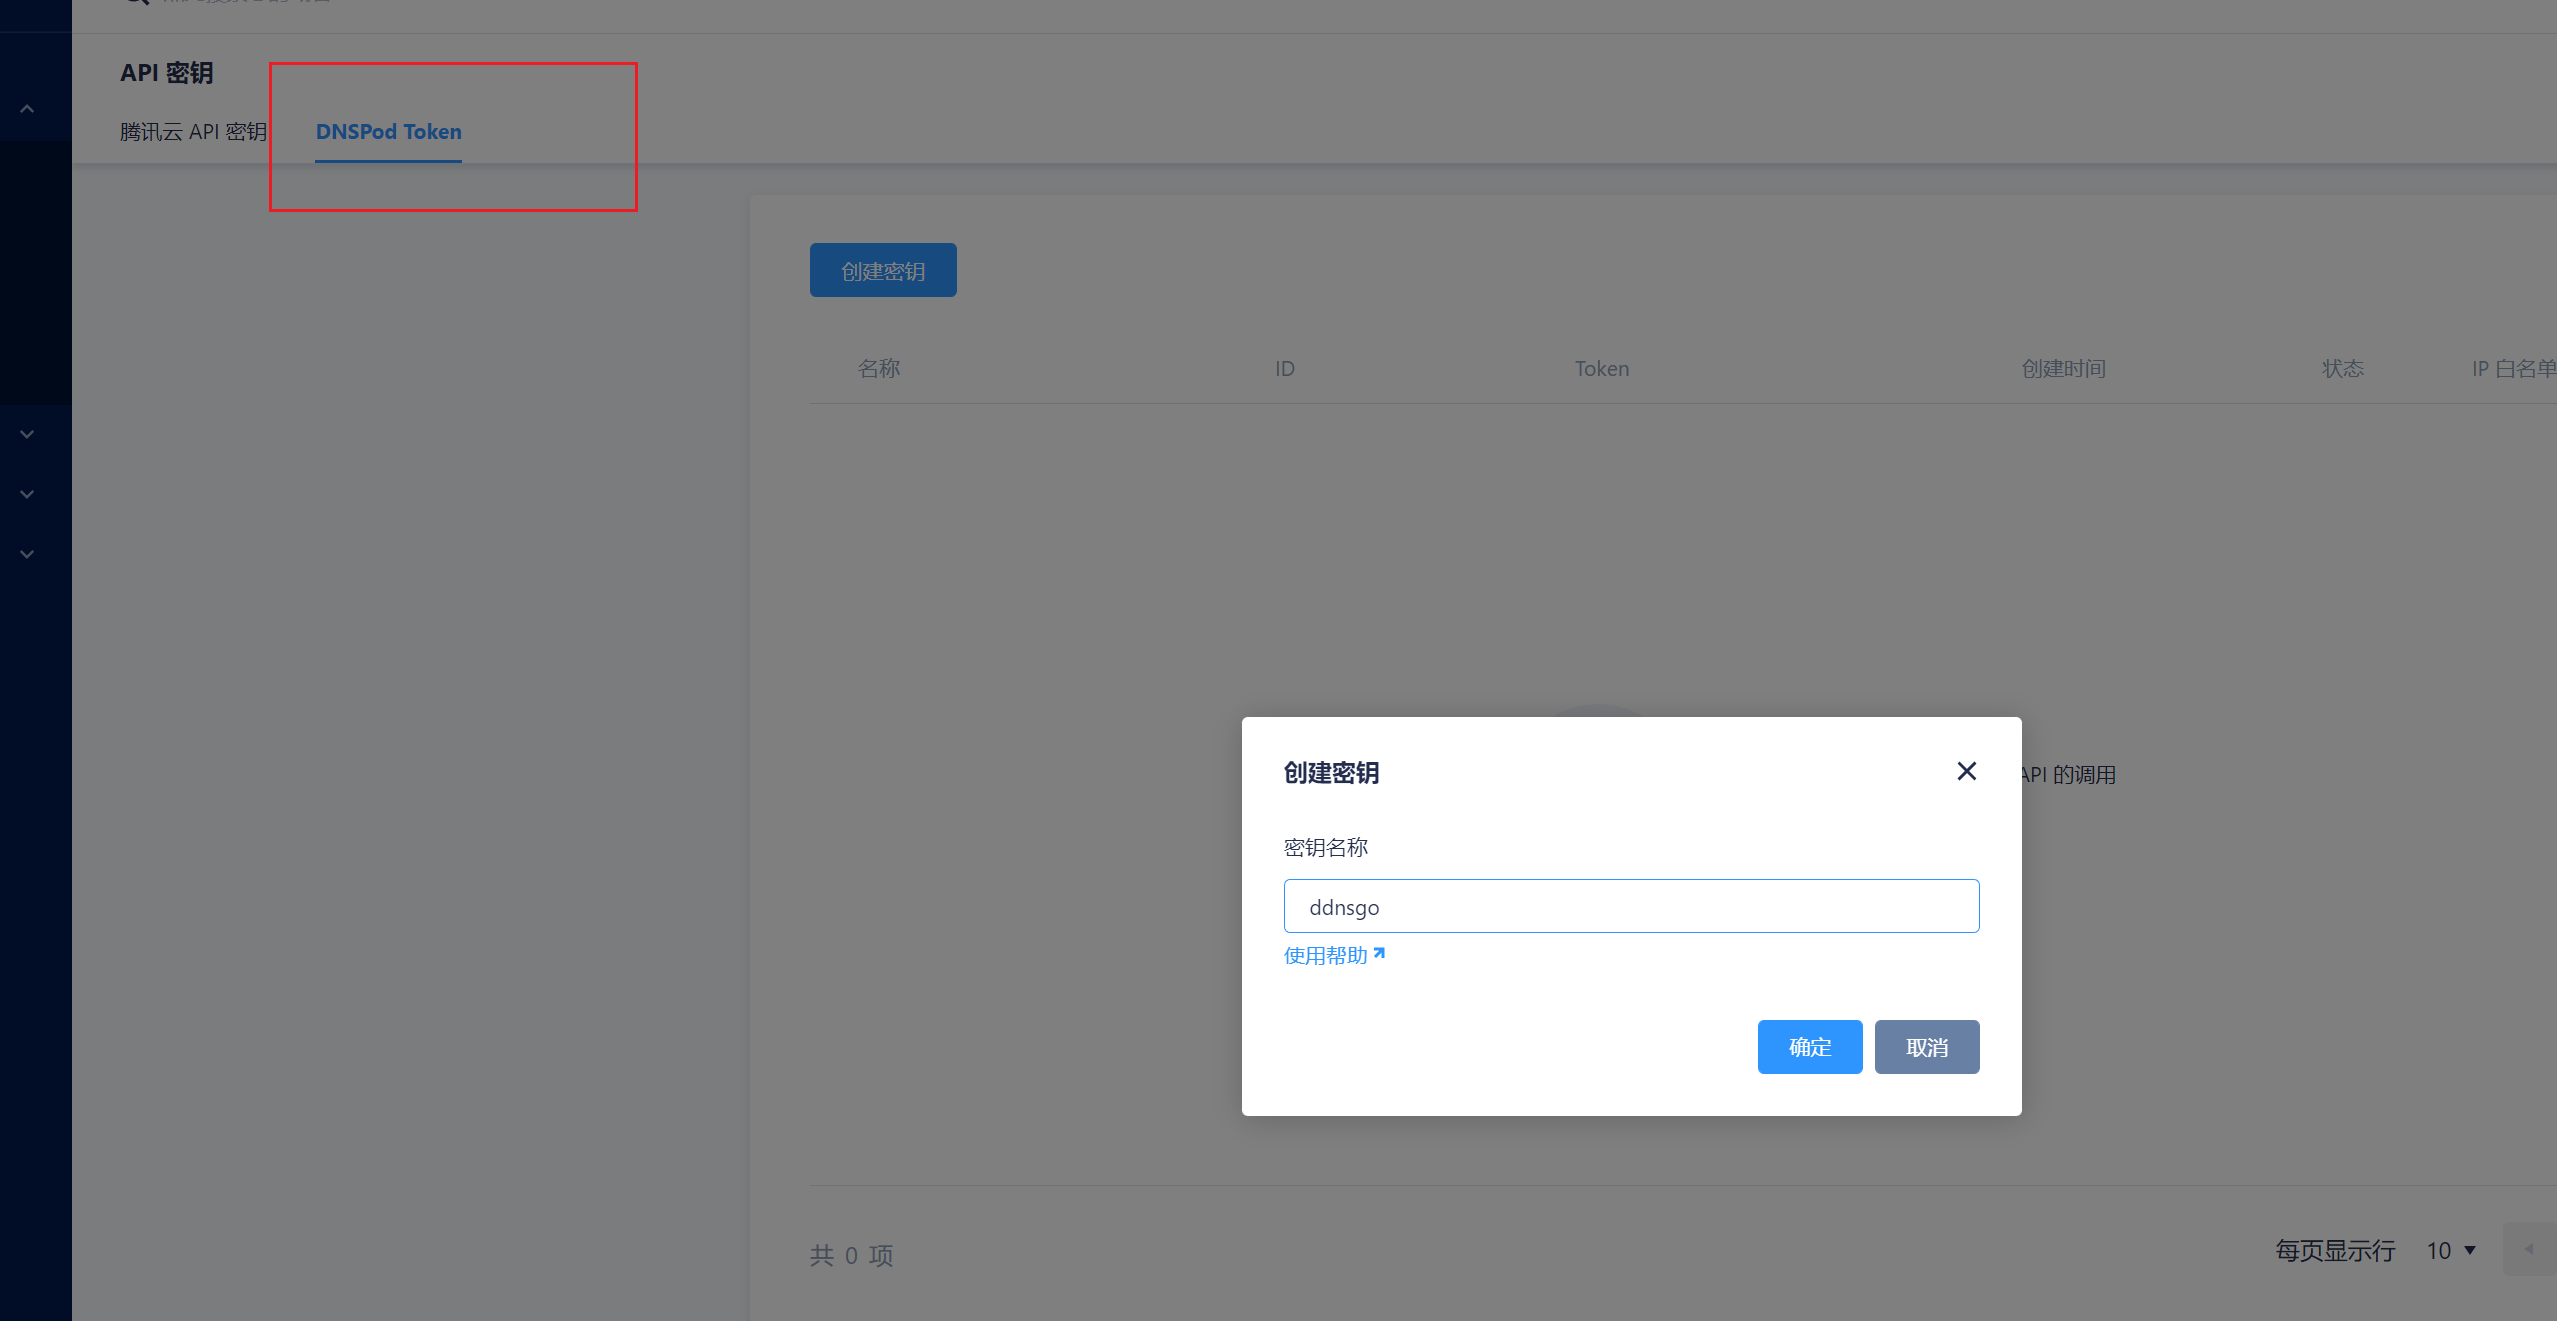 API 密钥
腾讯云 API 密钥
DNSPod Token
创建密钥
名称
ID
Token
创建时间
状态
IP 白名单
创建密钥
API 的调用
密钥名称
ddnsgo
使用帮助
确定
取消
共 0 项
每页显示行
10